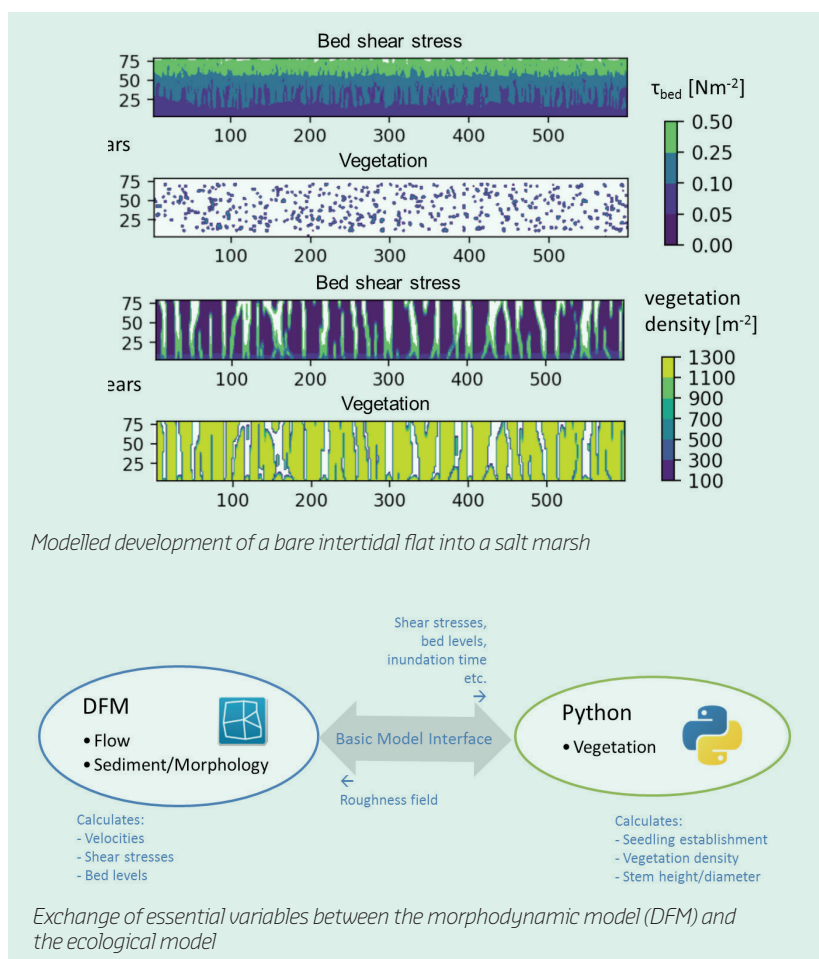 Bed shear stress
75
50
25
100 200 300 400 500
ars
Vegetation
75
50
25
100 200 300 400 500
τbed [Nm-2]
0.50
0.25
0.10
0.05
0.00
Bed shear stress
75
50
25
100 200 300 400 500
ears
Vegetation
75
50
25
100 200 300 400 500
vegetation
density [m-2]
1300
1100
900
700
500
300
100
Modelled development of a bare intertidal flat into a salt marsh
Shear stresses,
bed levels,
inundation time
etc.
→
DFM
• Flow
• Sediment/Morphology
Basic Model Interface
Python
• Vegetation
←
Roughness field
Calculates:
- Velocities
- Shear stresses
- Bed levels
Calculates:
- Seedling establishment
- Vegetation density
- Stem height/diameter
Exchange of essential variables between the morphodynamic model (DFM) and
the ecological model